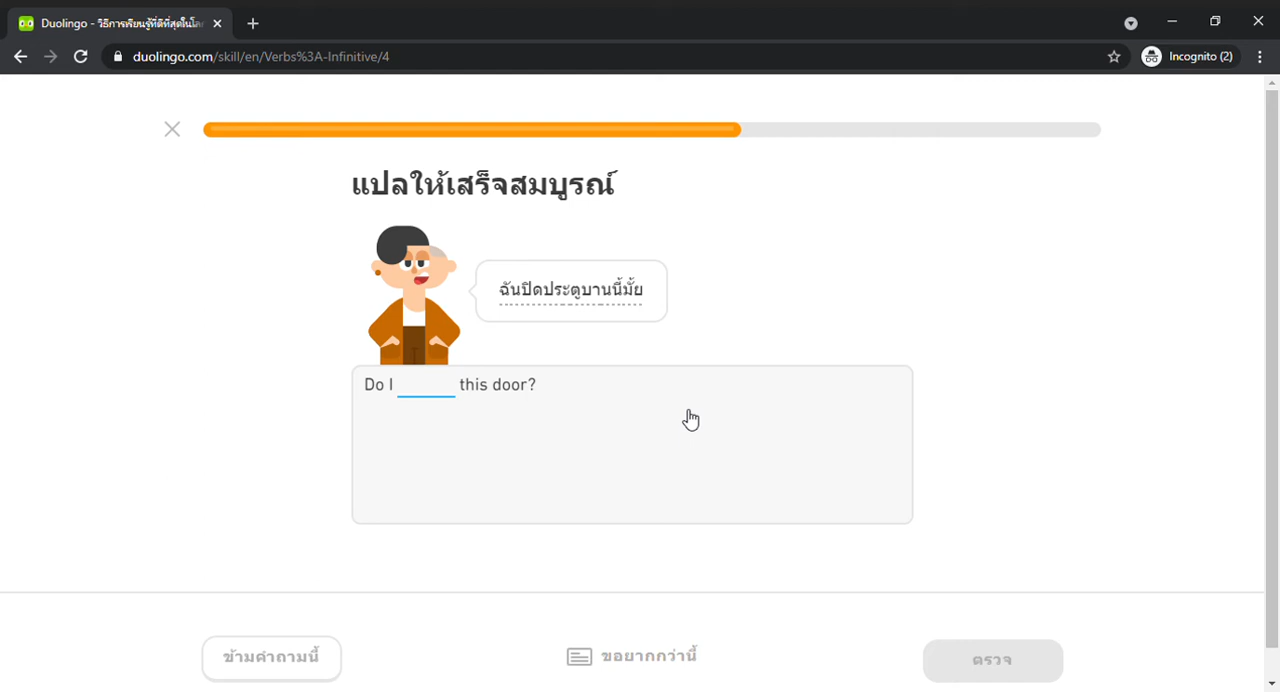 Duolingo - วิธีการเรียนรู้ที่ดีที่สุดในโล
duolingo.com/skill/en/Verbs%3A-Infinitive/4
Incognito (2)
แปลให้เสร็จสมบูรณ์
ฉันปิดประตูบานนี้มั้ย
Do I ______ this door?
ข้ามคำถามนี้
ขอยากกว่านี้
ตรวจ